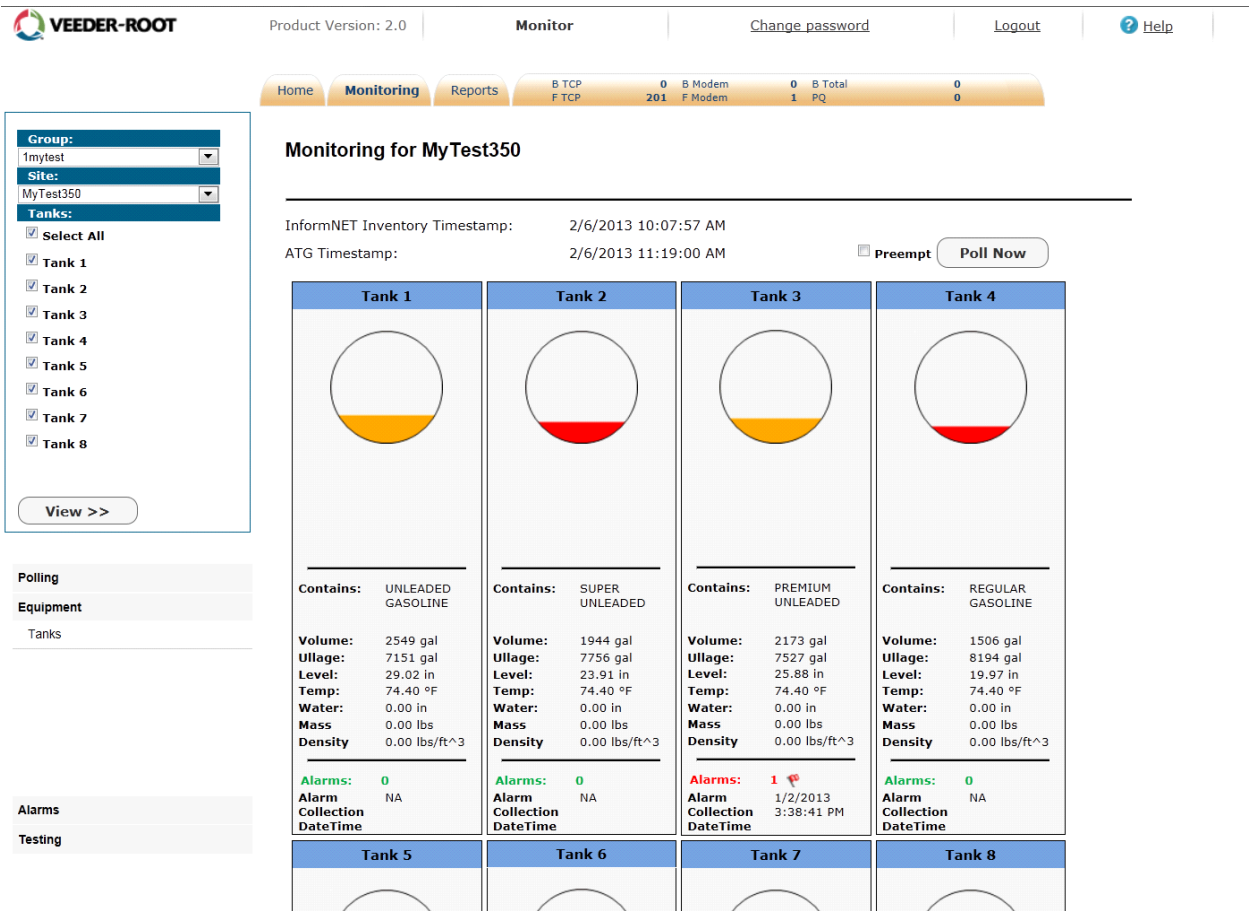 VEEDER-ROOT Product Version: 2.0 Monitor Change password Logout ? Help
Home Monitoring Reports B TCP 0 B Modem 0 B Total 0
F TCP 201 F Modem 1 PQ 0
Group:
1mytest
Site:
MyTest350
Tanks:
Select All
Tank 1
Tank 2
Tank 3
Tank 4
Tank 5
Tank 6
Tank 7
Tank 8
View >>
Polling
Equipment
Tanks
Alarms
Testing
Monitoring for MyTest350
InformNET Inventory Timestamp: 2/6/2013 10:07:57 AM
ATG Timestamp: 2/6/2013 11:19:00 AM Preempt Poll Now
Tank 1
Contains: UNLEADED
GASOLINE
Volume: 2549 gal
Ullage: 7151 gal
Level: 29.02 in
Temp: 74.40 °F
Water: 0.00 in
Mass 0.00 lbs
Density 0.00 lbs/ft^3
Alarms: 0
Alarm NA
Collection
DateTime
Tank 2
Contains: SUPER
UNLEADED
Volume: 1944 gal
Ullage: 7756 gal
Level: 23.91 in
Temp: 74.40 °F
Water: 0.00 in
Mass 0.00 lbs
Density 0.00 lbs/ft^3
Alarms: 0
Alarm NA
Collection
DateTime
Tank 3
Contains: PREMIUM
UNLEADED
Volume: 2173 gal
Ullage: 7527 gal
Level: 25.88 in
Temp: 74.40 °F
Water: 0.00 in
Mass 0.00 lbs
Density 0.00 lbs/ft^3
Alarms: 1
Alarm 1/2/2013
Collection 3:38:41 PM
DateTime
Tank 4
Contains: REGULAR
GASOLINE
Volume: 1506 gal
Ullage: 8194 gal
Level: 19.97 in
Temp: 74.40 °F
Water: 0.00 in
Mass 0.00 lbs
Density 0.00 lbs/ft^3
Alarms: 0
Alarm NA
Collection
DateTime
Tank 5 Tank 6 Tank 7 Tank 8